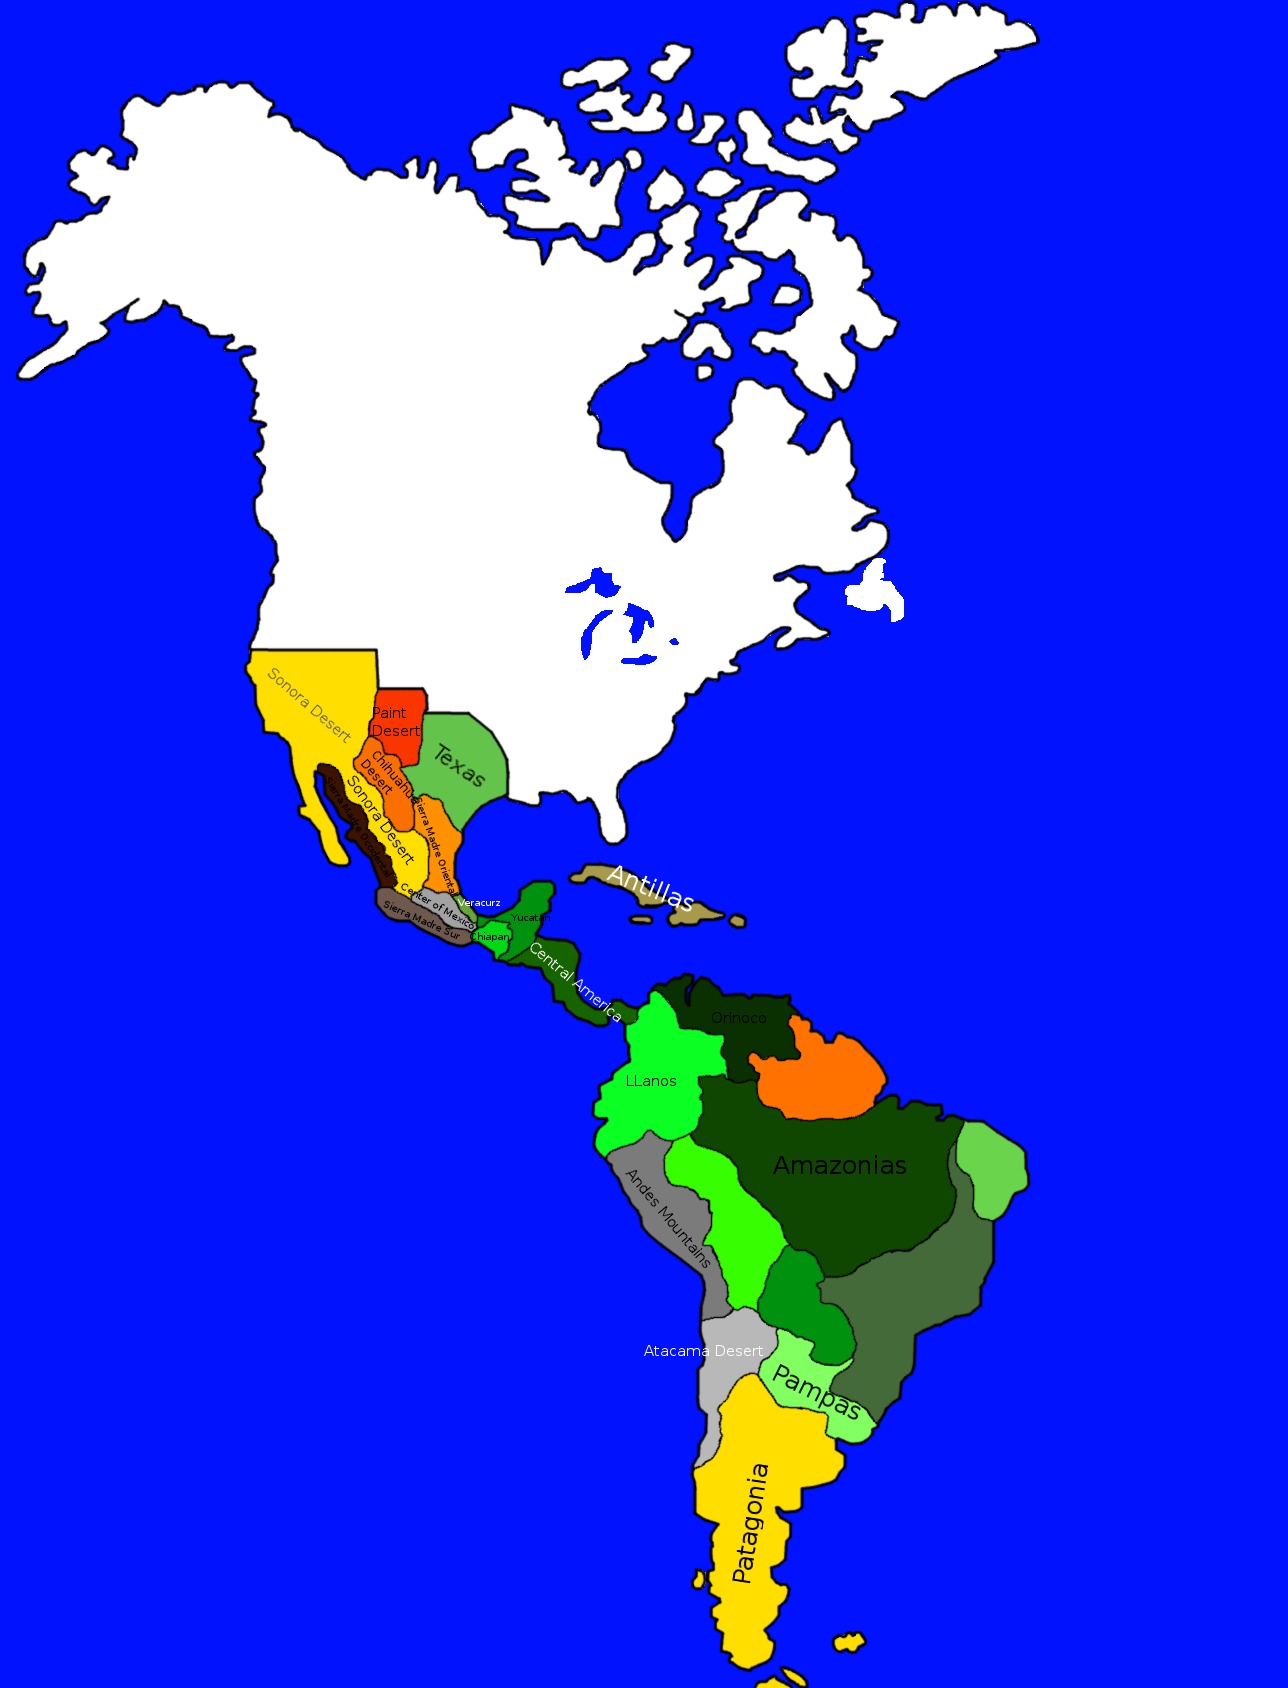 Sonora Desert
Paint
Desert
Texas
Chihuahua
Desert
Sonora Desert
Sierra Madre Occidental
Sierra Madre Oriental
Antillas
Center of Mexico
Veracurz
Sierra Madre Sur
Yucatan
Chiapan
Central America
Orinoco
LLanos
Amazonias
Andes Mountains
Atacama Desert
Pampas
Patagonia